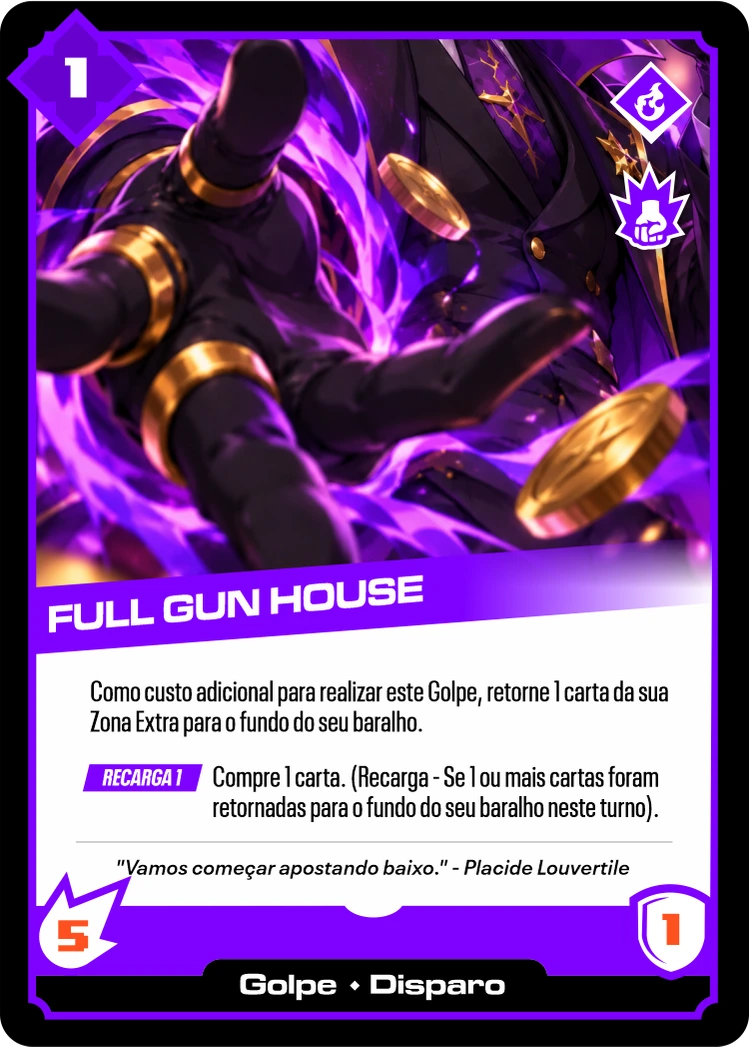 1
FULL GUN HOUSE
Como custo adicional para realizar este Golpe, retorne 1 carta da sua
Zona Extra para o fundo do seu baralho.
RECARGA 1 Compre 1 carta. (Recarga - Se 1 ou mais cartas foram
retornadas para o fundo do seu baralho neste turno).
"Vamos começar apostando baixo." - Placide Louvertile
5
1
Golpe • Disparo